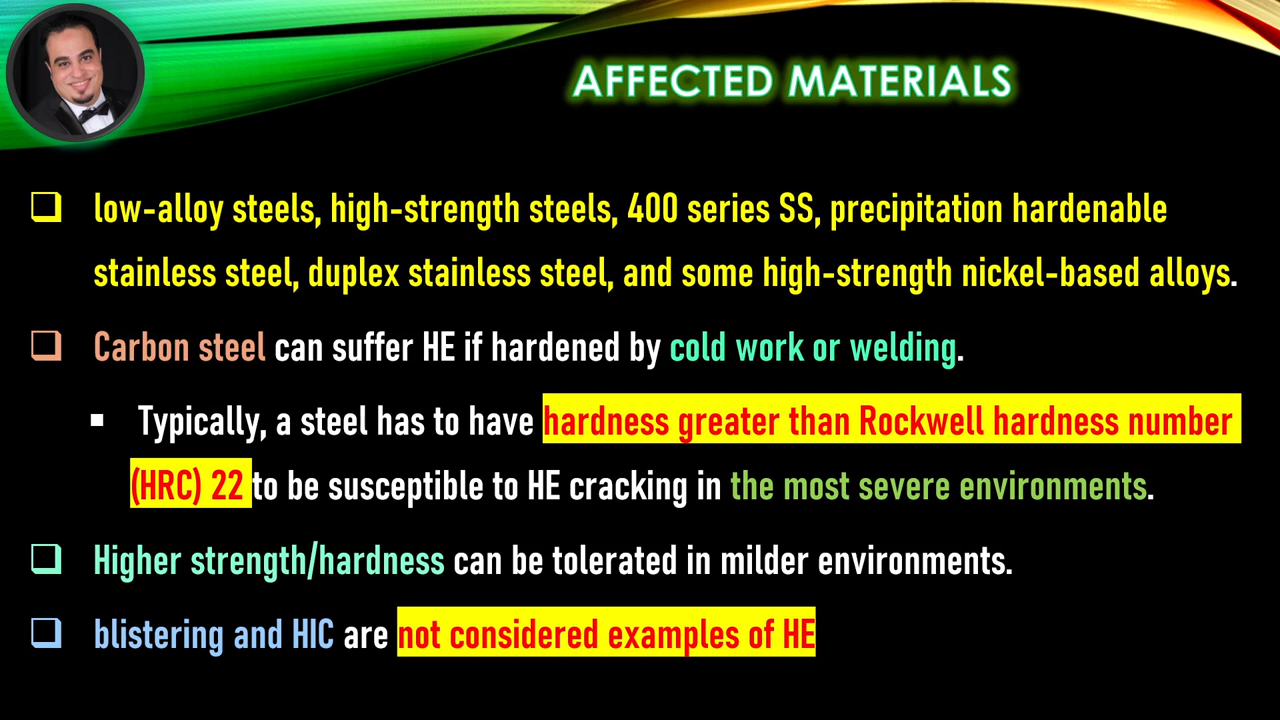 AFFECTED MATERIALS
low-alloy steels, high-strength steels, 400 series SS, precipitation hardenable
stainless steel, duplex stainless steel, and some high-strength nickel-based alloys.
Carbon steel can suffer HE if hardened by cold work or welding.
Typically, a steel has to have hardness greater than Rockwell hardness number
(HRC) 22 to be susceptible to HE cracking in the most severe environments.
Higher strength/hardness can be tolerated in milder environments.
blistering and HIC are not considered examples of HE